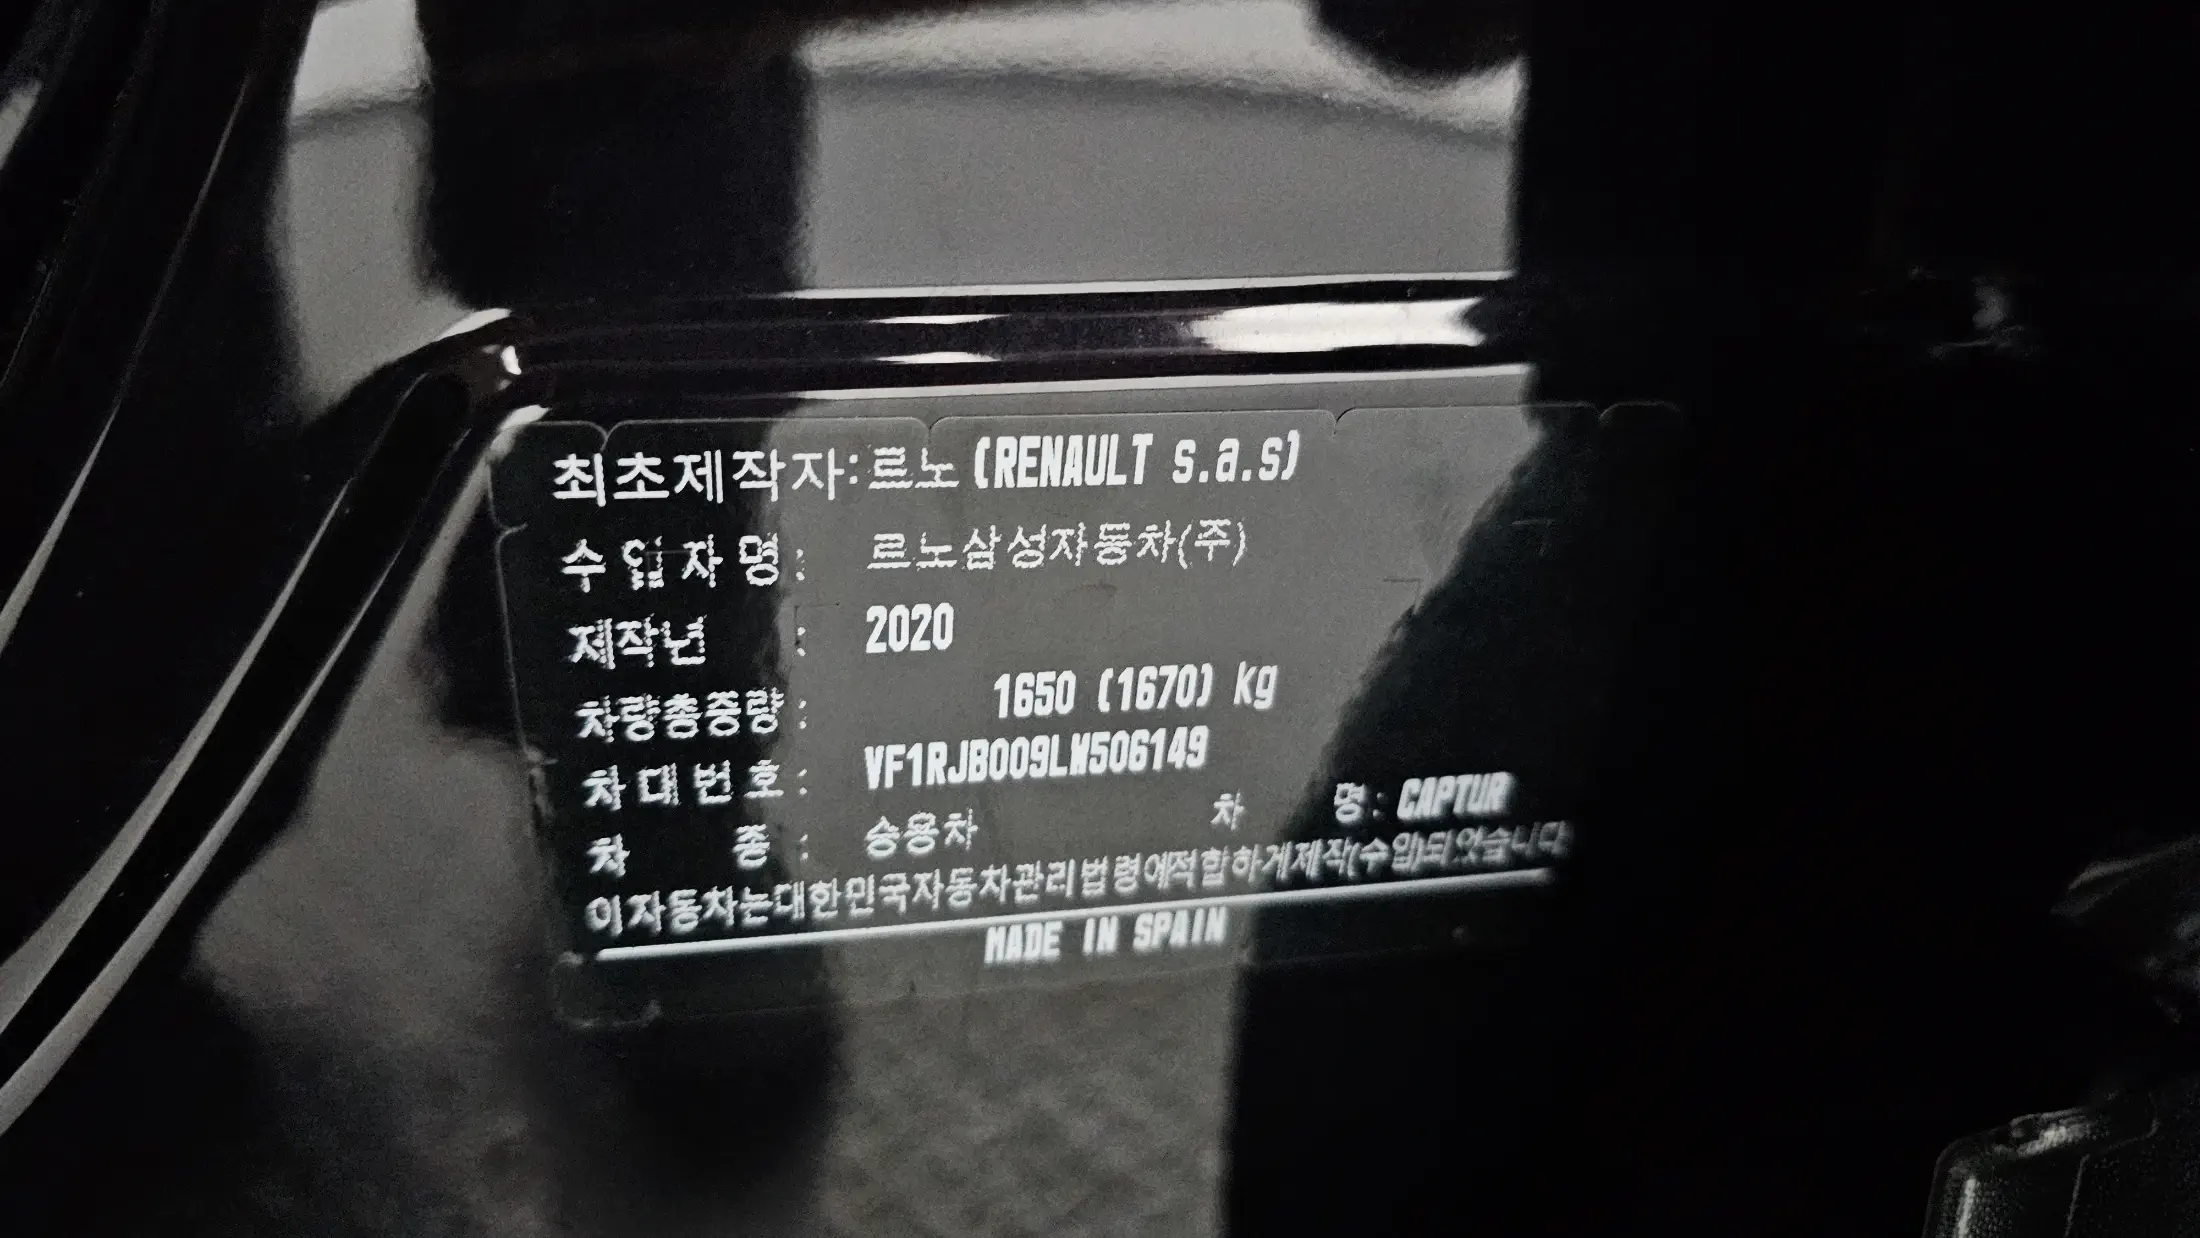 최초제작자:르노(RENAULT s.a.s)
수입자명: 르노삼성자동차(주)
제작년 : 2020
차량총중량: 1650 (1670) kg
차대번호: VF1RJB009LW506149
차 종: 승용차 차 명: CAPTUR
이자동차는대한민국자동차관리법령에적합하게제작(수입)되었습니다
MADE IN SPAIN